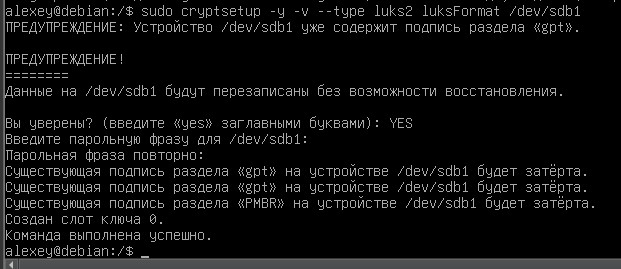 alexey@debian:/$ sudo cryptsetup -y -v --type luks2 luksFormat /dev/sdb1
ПРЕДУПРЕЖДЕНИЕ: Устройство /dev/sdb1 уже содержит подпись раздела «gpt».
ПРЕДУПРЕЖДЕНИЕ!
========
Данные на /dev/sdb1 будут перезаписаны без возможности восстановления.
Вы уверены? (введите «yes» заглавными буквами): YES
Введите парольную фразу для /dev/sdb1:
Парольная фраза повторно:
Существующая подпись раздела «gpt» на устройстве /dev/sdb1 будет затёрта.
Существующая подпись раздела «gpt» на устройстве /dev/sdb1 будет затёрта.
Существующая подпись раздела «PMBR» на устройстве /dev/sdb1 будет затёрта.
Создан слот ключа 0.
Команда выполнена успешно.
alexey@debian:/$ _